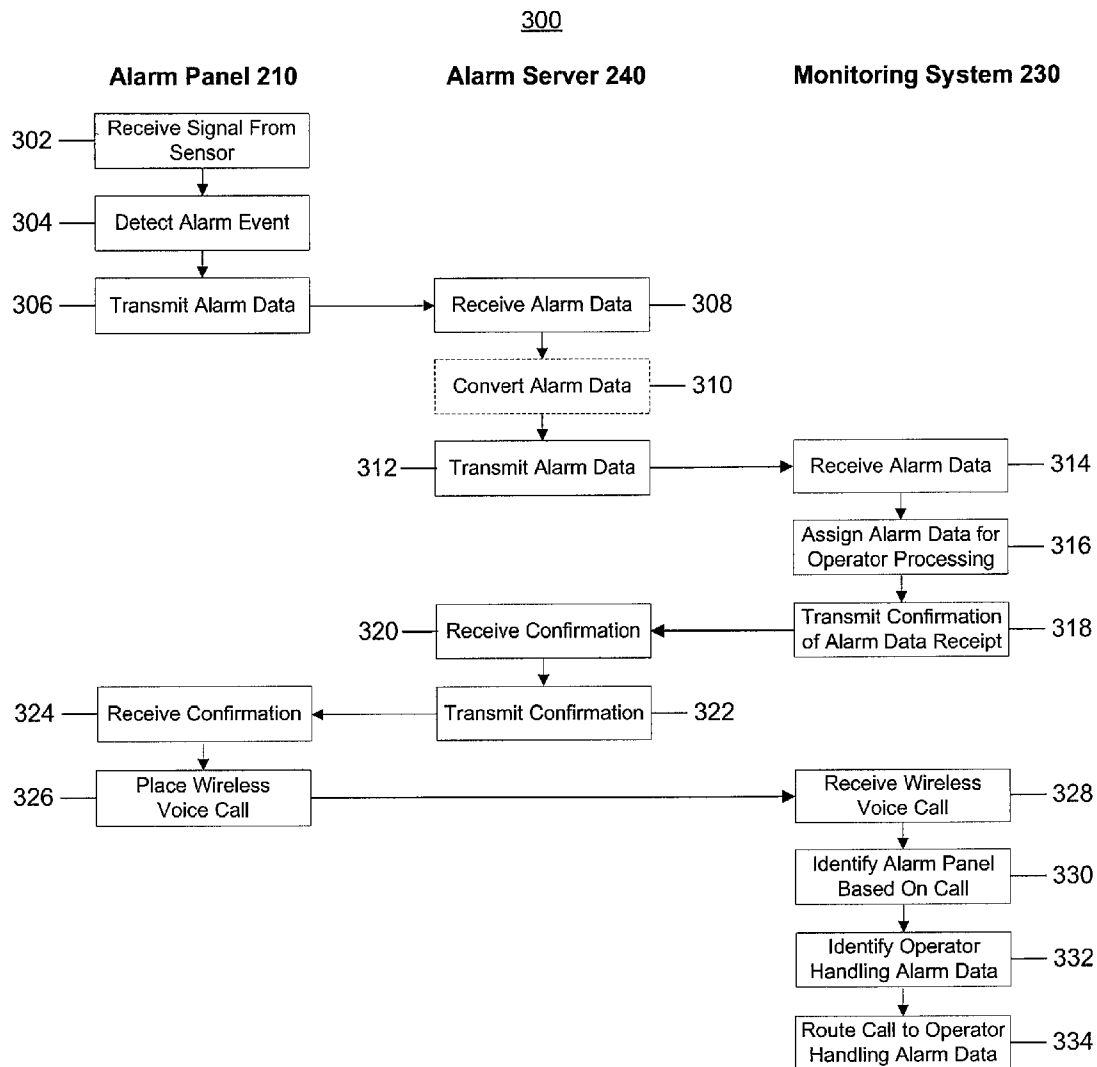 300
Alarm Panel 210
Alarm Server 240
Monitoring System 230
302
Receive Signal From
Sensor
304
Detect Alarm Event
306
Transmit Alarm Data
Receive Alarm Data
308
Convert Alarm Data
310
312
Transmit Alarm Data
Receive Alarm Data
314
Assign Alarm Data for
Operator Processing
316
320
Receive Confirmation
Transmit Confirmation
of Alarm Data Receipt
318
324
Receive Confirmation
Transmit Confirmation
322
326
Place Wireless
Voice Call
Receive Wireless
Voice Call
328
Identify Alarm Panel
Based On Call
330
Identify Operator
Handling Alarm Data
332
Route Call to Operator
Handling Alarm Data
334